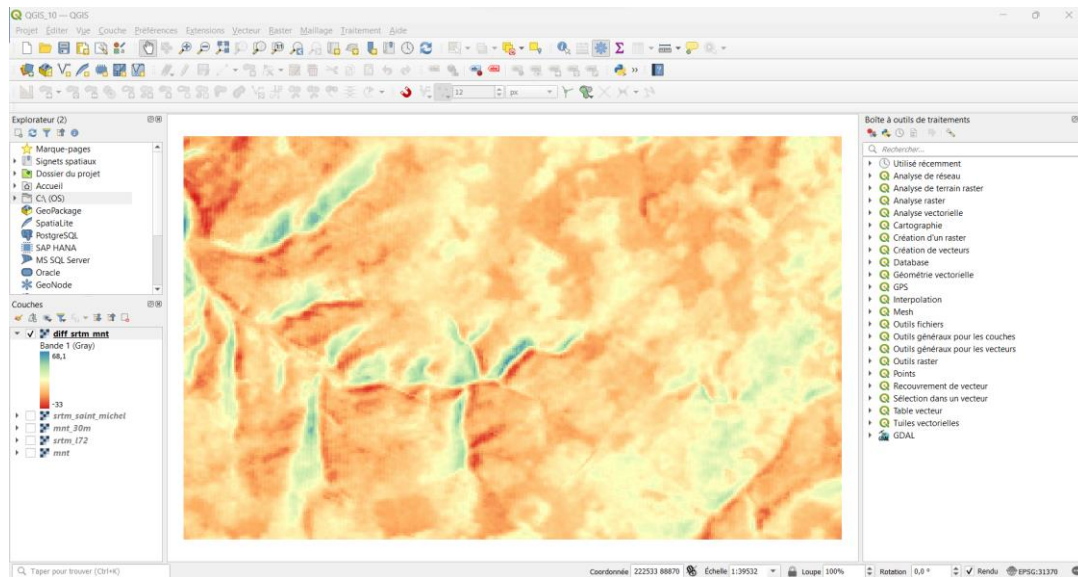 QGIS_10 — QGIS
Projet Éditer Vue Couche Préférences Extensions Vecteur Raster Maillage Traitement Aide
12 px
Explorateur (2)
Marque-pages
Signets spatiaux
Dossier du projet
Accueil
C:\ (OS)
GeoPackage
SpatiaLite
PostgreSQL
SAP HANA
MS SQL Server
Oracle
GeoNode
Couches
diff_srtm_mnt
Bande 1 (Gray)
68,1
-33
srtm_saint_michel
mnt_30m
srtm_l72
mnt
Boîte à outils de traitements
Rechercher...
Utilisé récemment
Analyse de réseau
Analyse de terrain raster
Analyse raster
Analyse vectorielle
Cartographie
Création d'un raster
Création de vecteurs
Database
Géométrie vectorielle
GPS
Interpolation
Mesh
Outils fichiers
Outils généraux pour les couches
Outils généraux pour les vecteurs
Outils raster
Points
Recouvrement de vecteur
Sélection dans un vecteur
Table vecteur
Tuiles vectorielles
GDAL
Taper pour trouver (Ctrl+K) Coordonnée 222533 88870 Échelle 1:39532 Loupe 100% Rotation 0,0 ° Rendu EPSG:31370